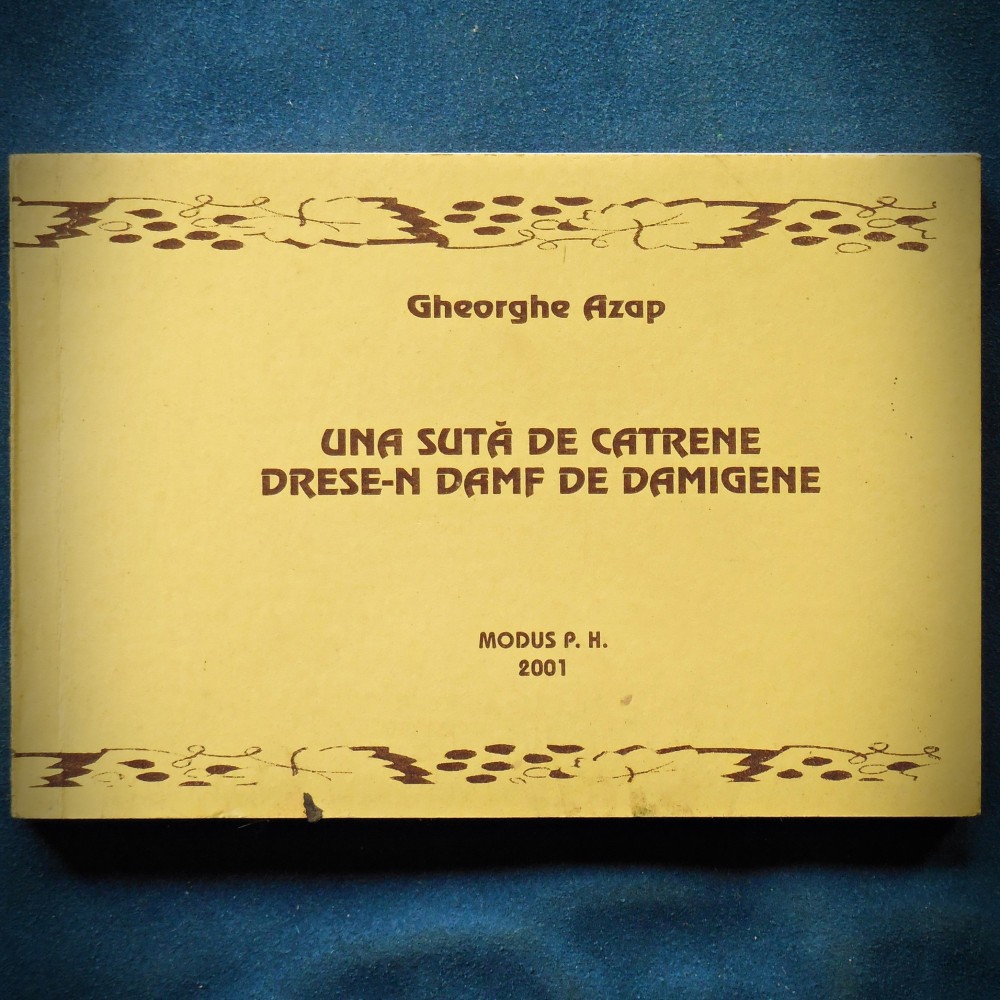 Gheorghe Azap
UNA SUTĂ DE CATRENE
DRESE-N DAMF DE DAMIGENE
MODUS P. H.
2001